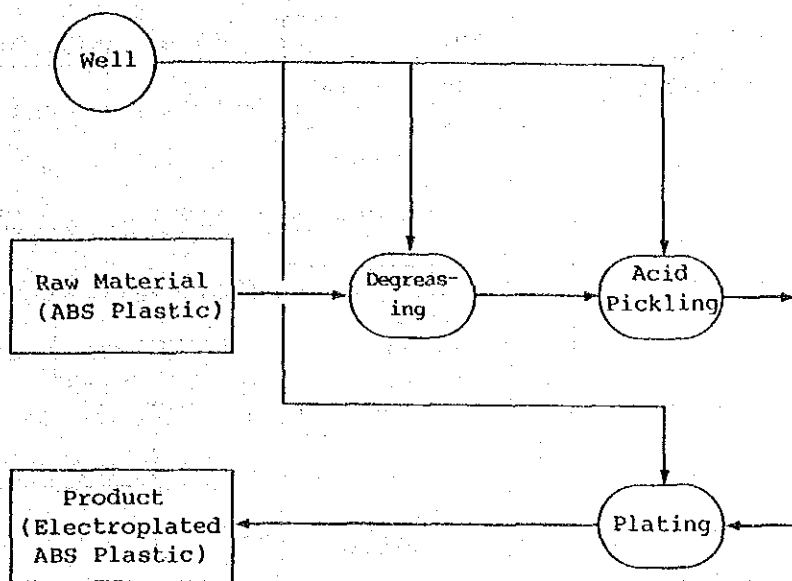 Well
Raw Material
(ABS Plastic)
Degreas-
ing
Acid
Pickling
Product
(Electroplated
ABS Plastic)
Plating